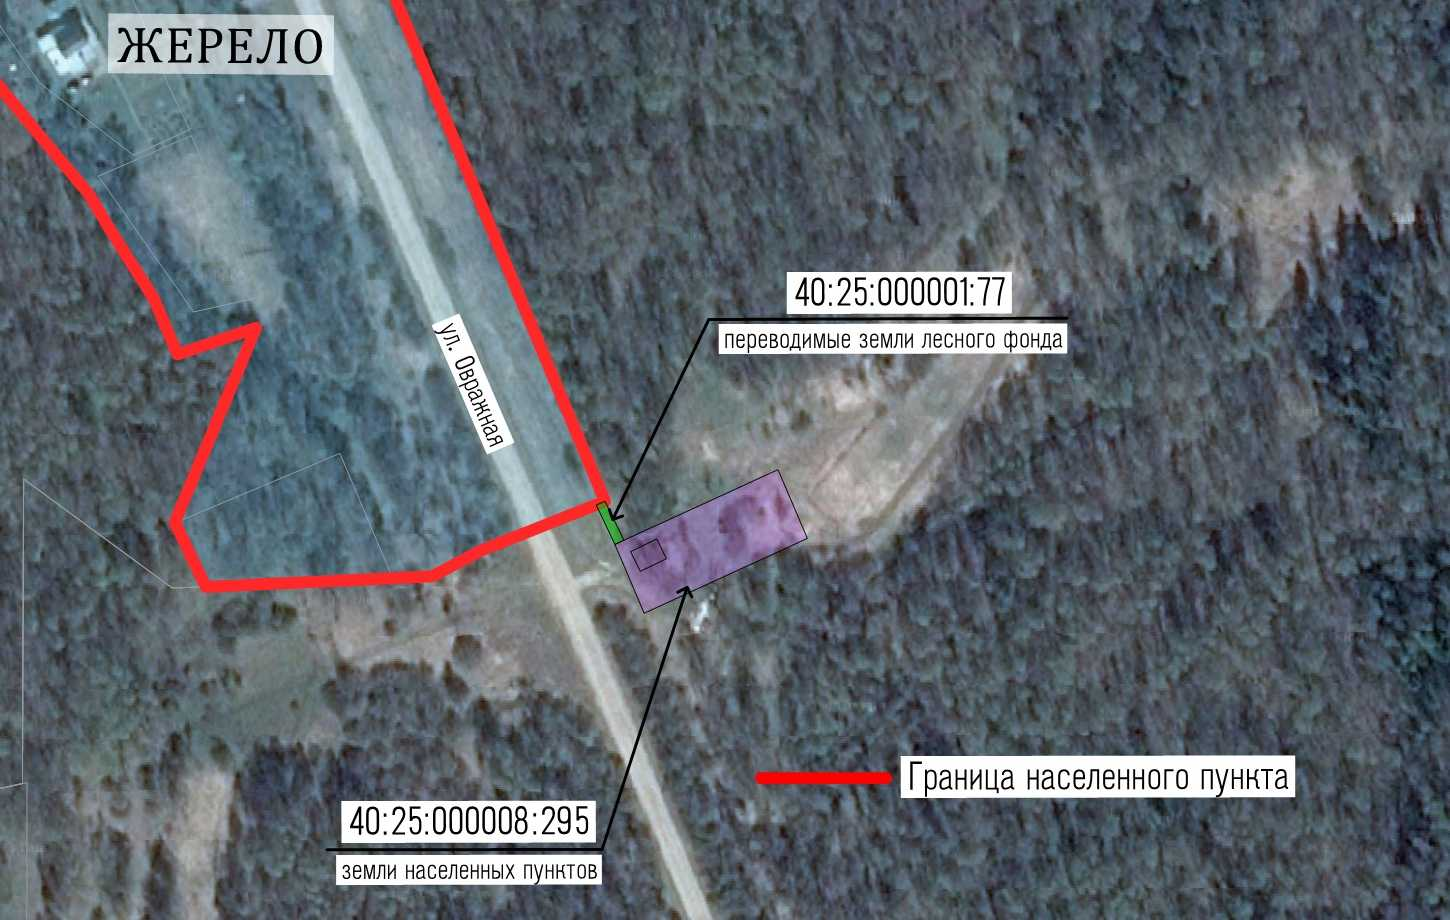 ЖЕРЕЛО
40:25:000001:77
переводимые земли лесного фонда
ул. Овражная
Граница населенного пункта
40:25:000008:295
земли населенных пунктов